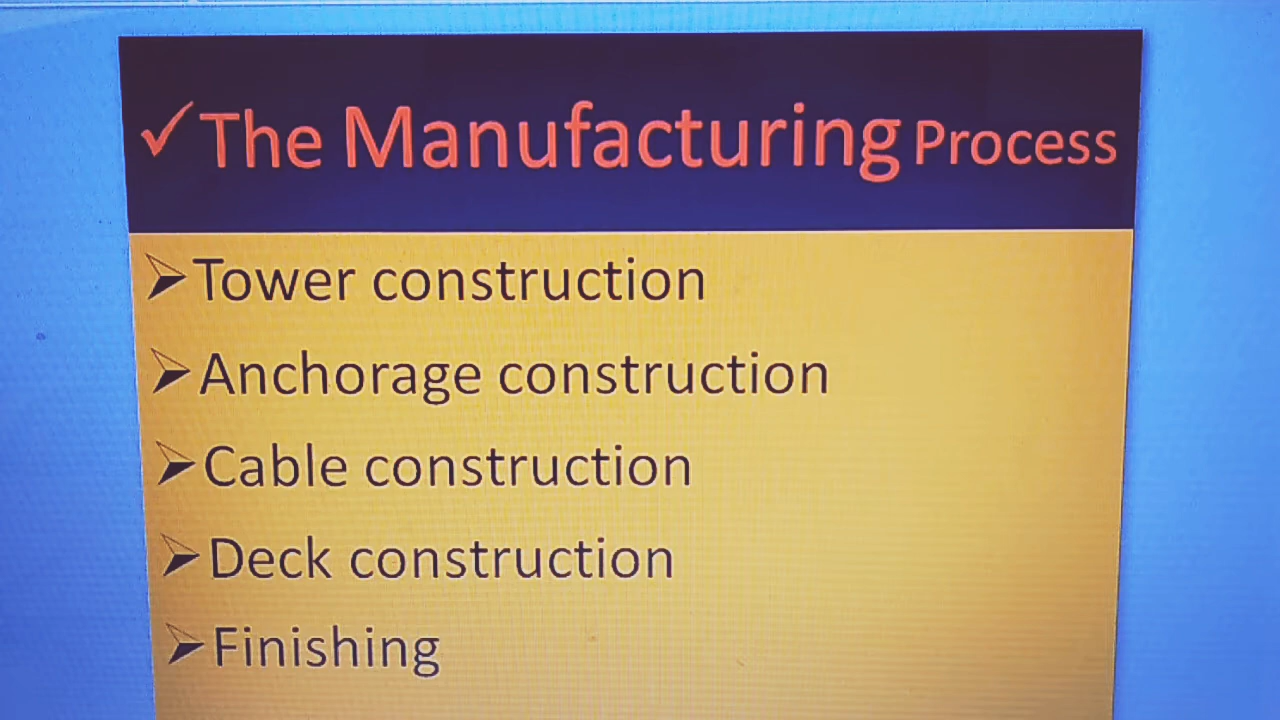 ✓The Manufacturing Process
➢Tower construction
➢Anchorage construction
➢Cable construction
➢Deck construction
➢Finishing